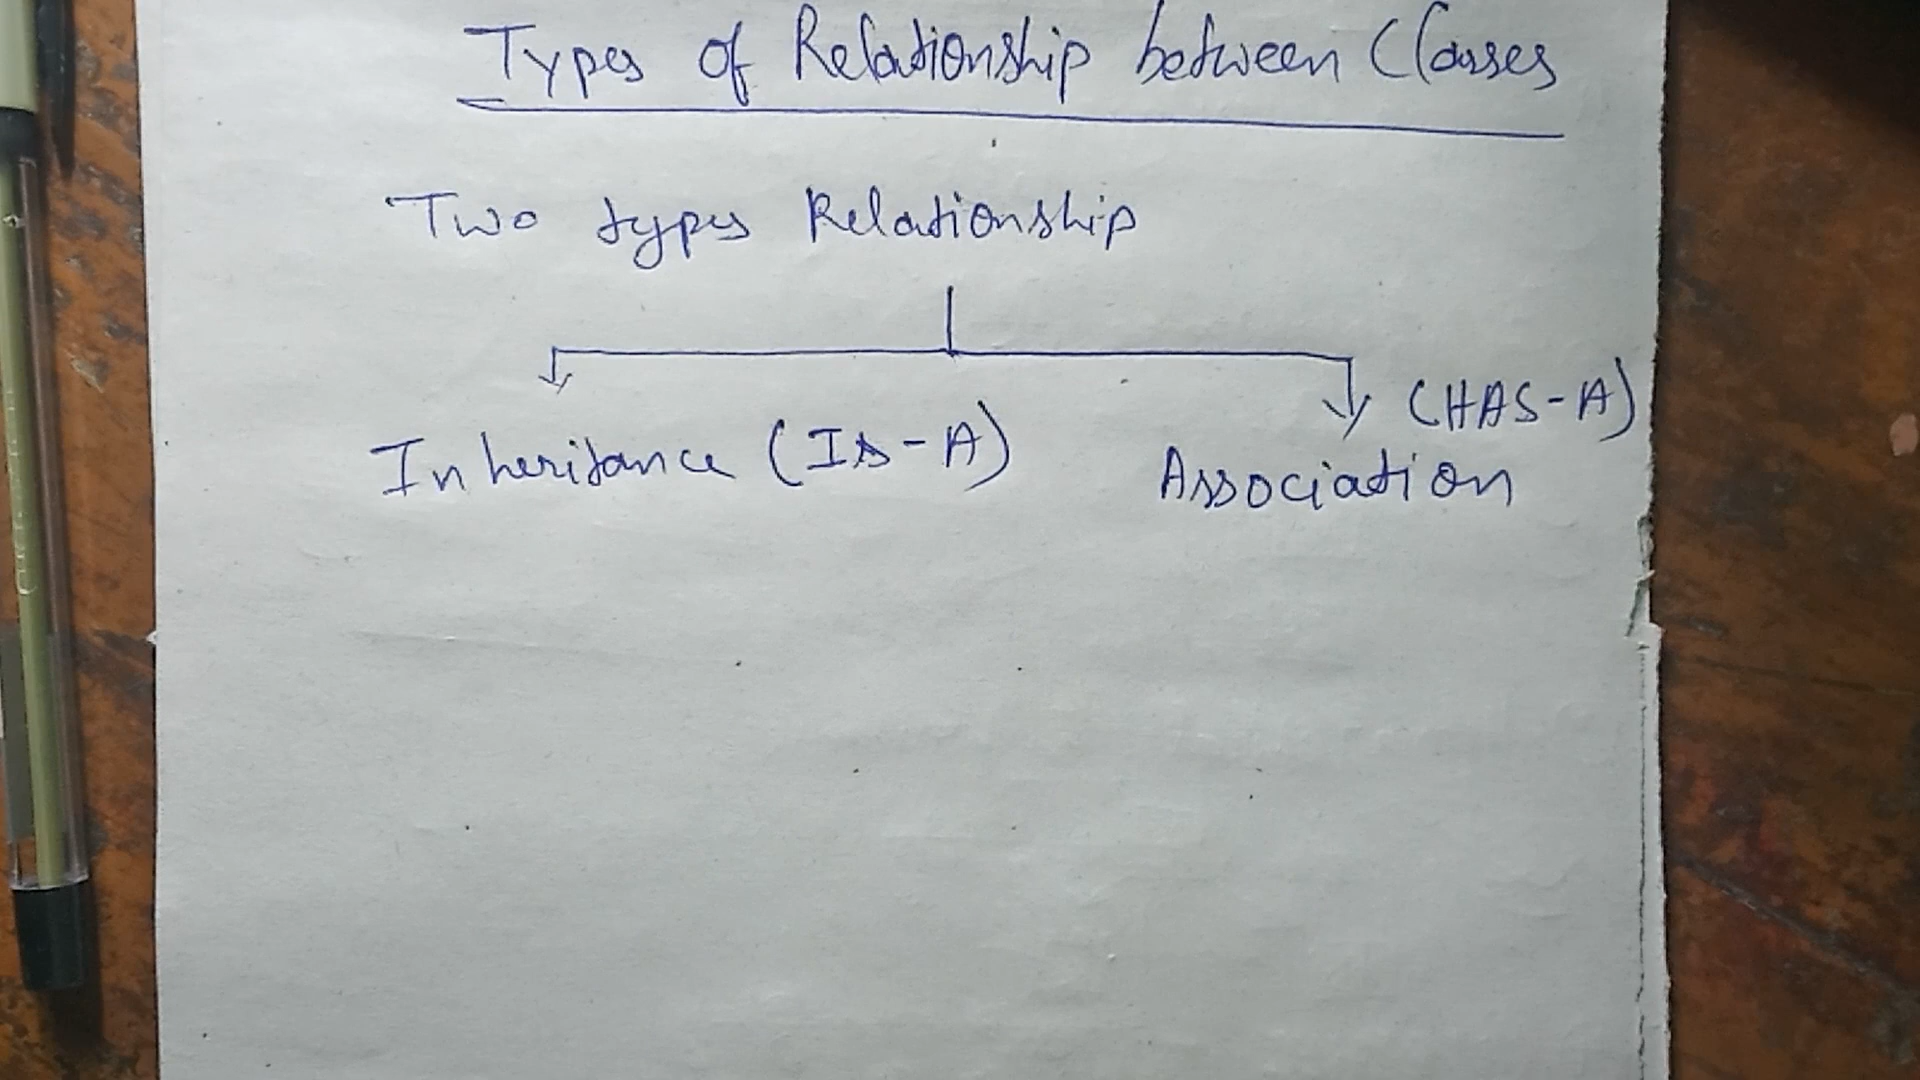 Types of Relationship between Classes
Two types Relationship
Inheritance (Is-A)
(HAS-A)
Association